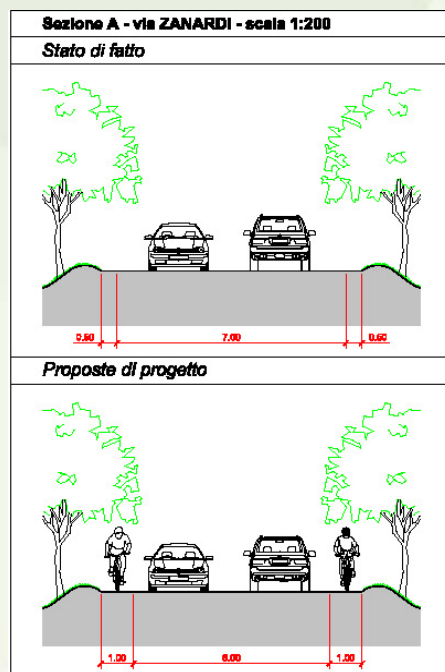 Sezione A - via ZANARDI - scala 1:200
Stato di fatto
0.50 7.00 0.50
Proposte di progetto
1.00 6.00 1.00